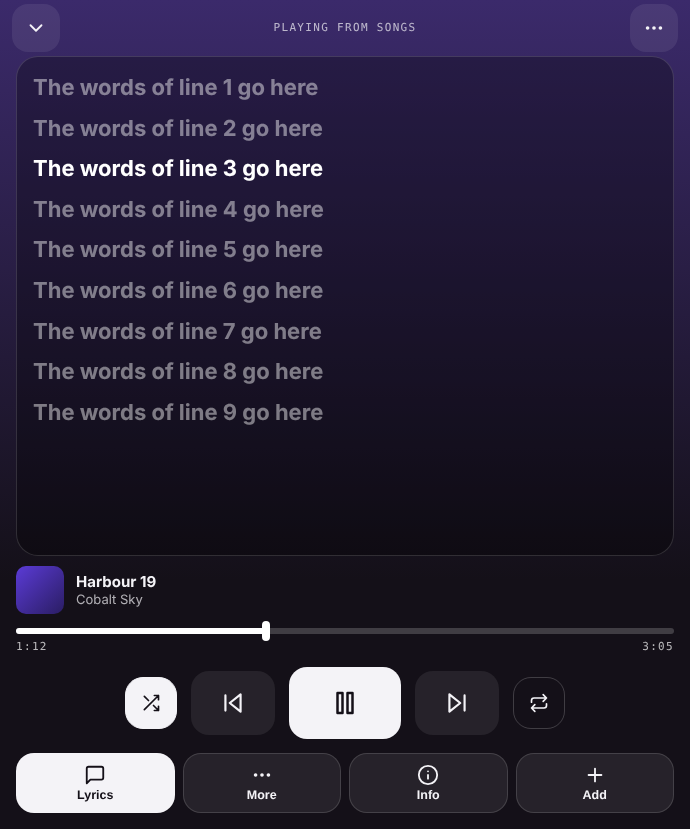 PLAYING FROM SONGS
The words of line 1 go here
The words of line 2 go here
The words of line 3 go here
The words of line 4 go here
The words of line 5 go here
The words of line 6 go here
The words of line 7 go here
The words of line 8 go here
The words of line 9 go here
Harbour 19
Cobalt Sky
1:12 3:05
Lyrics More Info Add